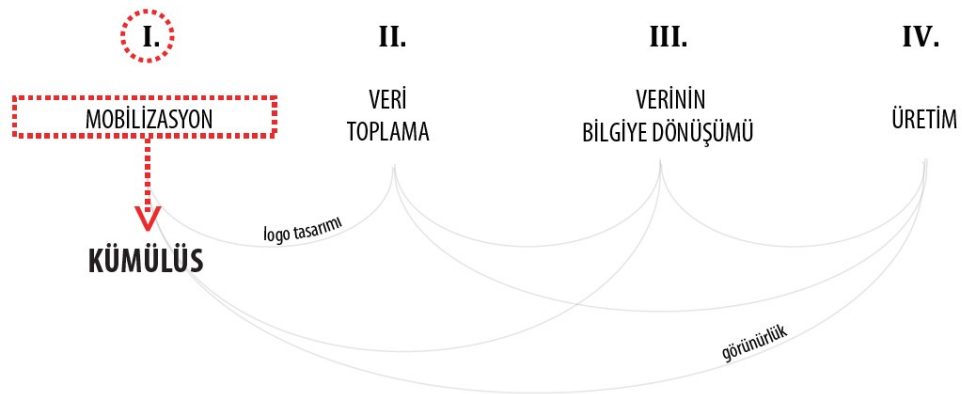 I.
II.
III.
IV.
MOBİLİZASYON
VERİ
TOPLAMA
VERİNİN
BİLGİYE DÖNÜŞÜMÜ
ÜRETİM
logo tasarımı
KÜMÜLÜS
görünürlük